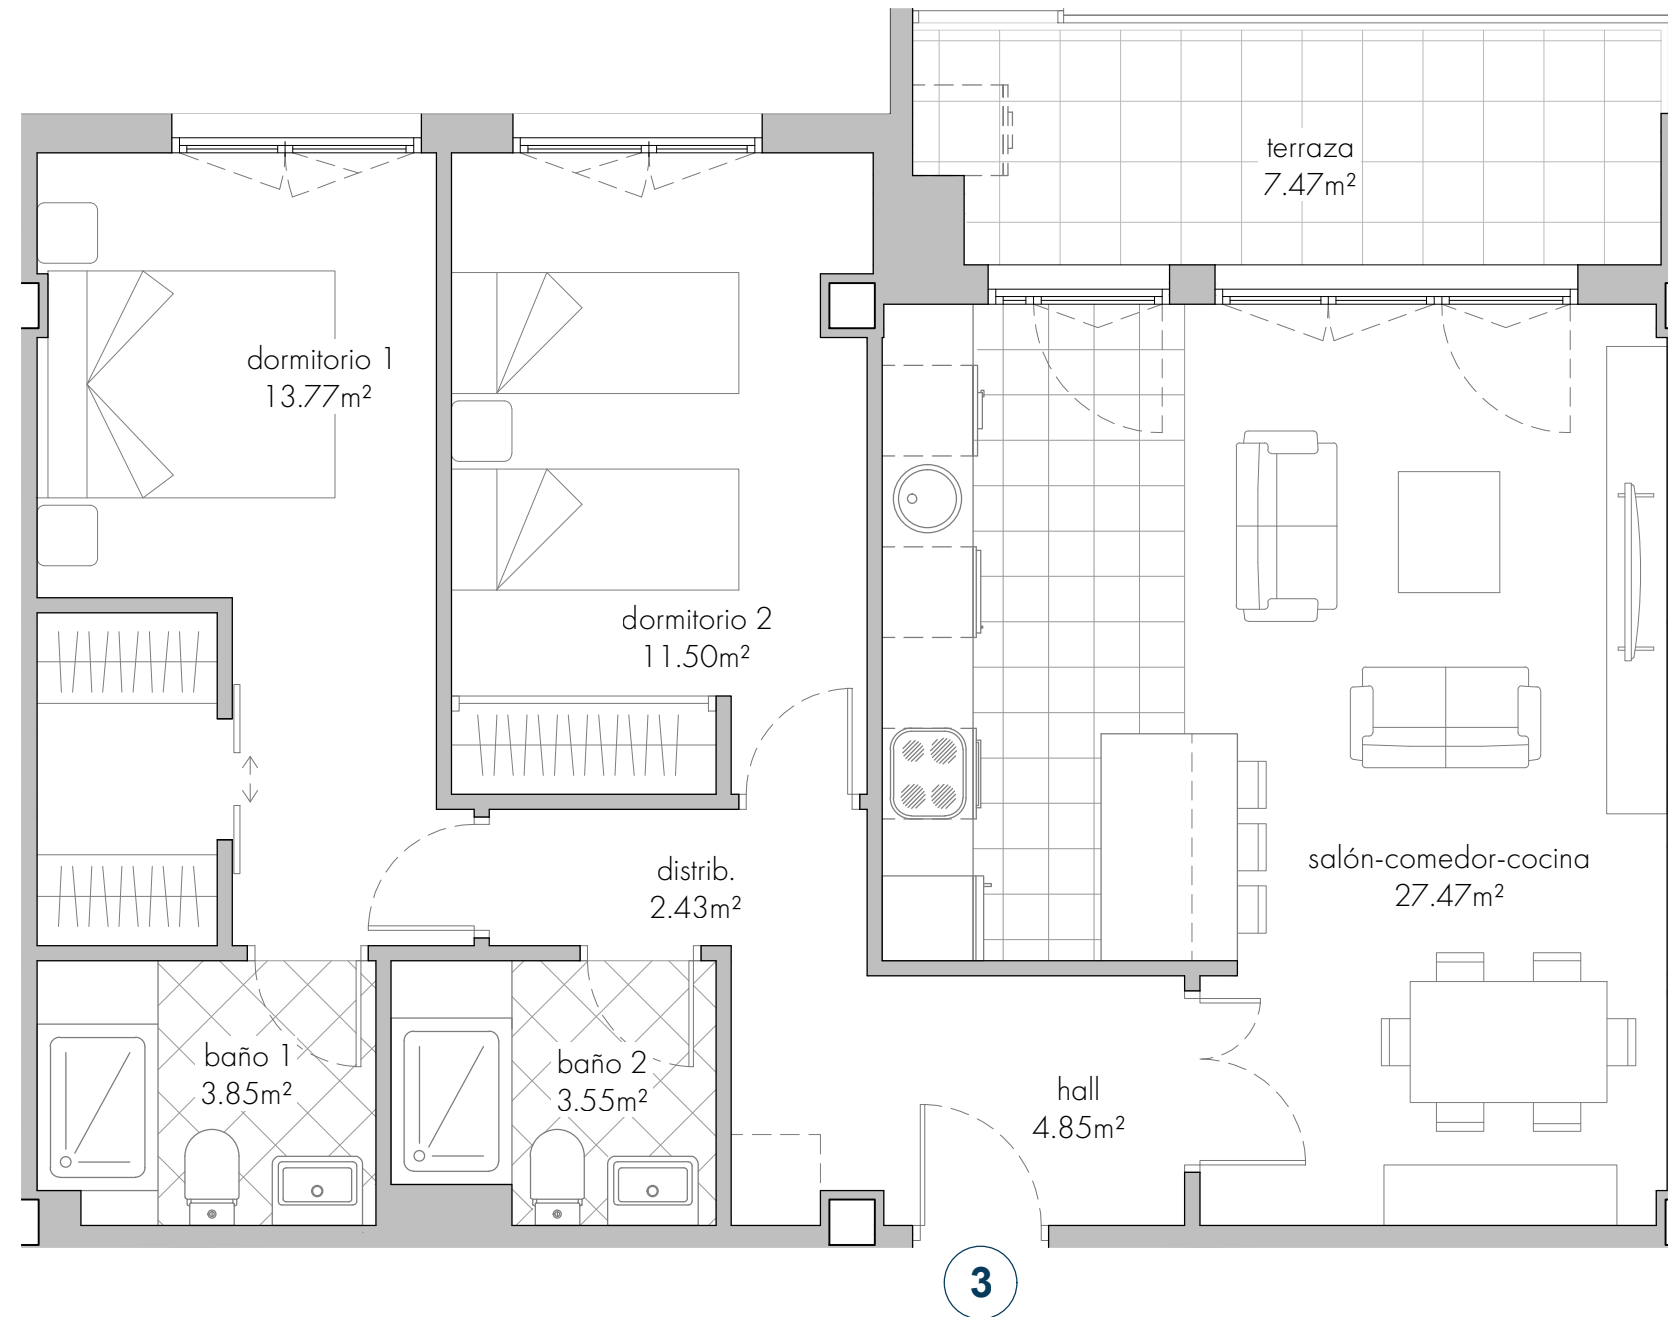 terraza
7.47m²
dormitorio 1
13.77m²
dormitorio 2
11.50m²
distrib.
2.43m²
salón-comedor-cocina
27.47m²
baño 1
3.85m²
baño 2
3.55m²
hall
4.85m²
3